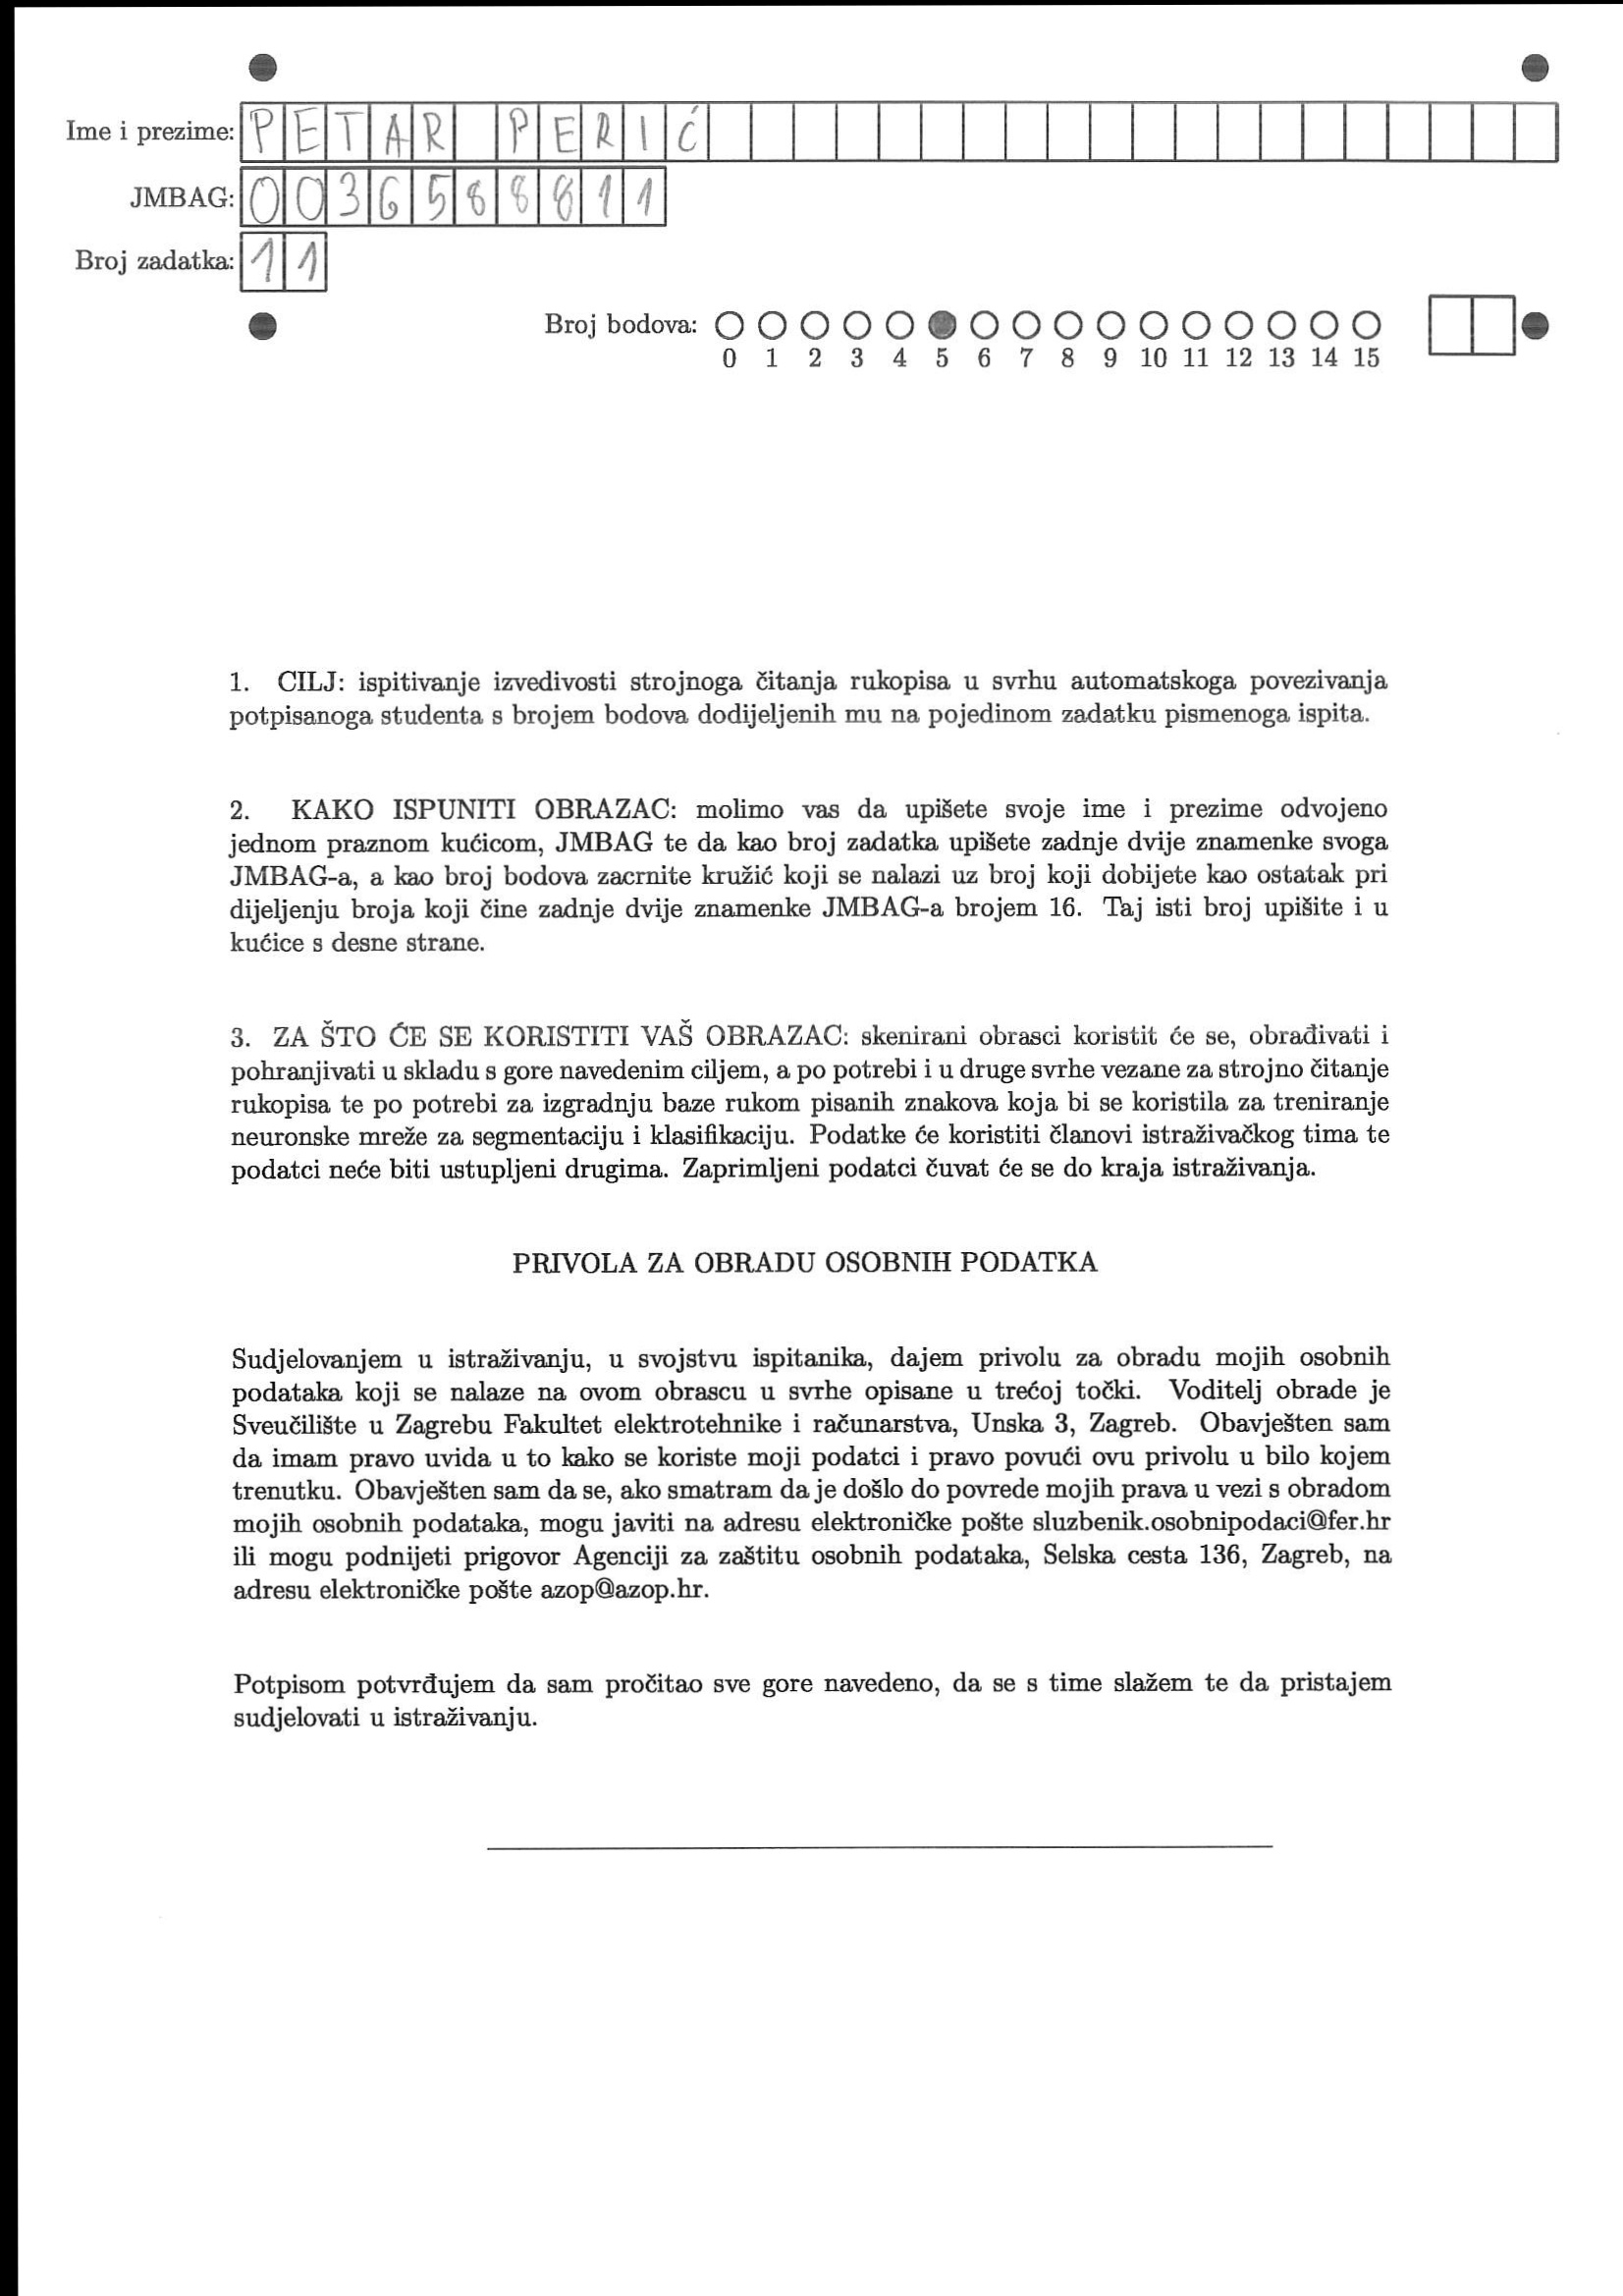 Ime i prezime: PETAR PERIĆ
JMBAG: 0036588811
Broj zadatka: 11
Broj bodova:
0 1 2 3 4 5 6 7 8 9 10 11 12 13 14 15
1. CILJ: ispitivanje izvedivosti strojnoga čitanja rukopisa u svrhu automatskoga povezivanja
potpisanoga studenta s brojem bodova dodijeljenih mu na pojedinom zadatku pismenoga ispita.
2. KAKO ISPUNITI OBRAZAC: molimo vas da upišete svoje ime i prezime odvojeno
jednom praznom kućicom, JMBAG te da kao broj zadatka upišete zadnje dvije znamenke svoga
JMBAG-a, a kao broj bodova zacrnite kružić koji se nalazi uz broj koji dobijete kao ostatak pri
dijeljenju broja koji čine zadnje dvije znamenke JMBAG-a brojem 16. Taj isti broj upišite i u
kućice s desne strane.
3. ZA ŠTO ĆE SE KORISTITI VAŠ OBRAZAC: skenirani obrasci koristit će se, obrađivati i
pohranjivati u skladu s gore navedenim ciljem, a po potrebi i u druge svrhe vezane za strojno čitanje
rukopisa te po potrebi za izgradnju baze rukom pisanih znakova koja bi se koristila za treniranje
neuronske mreže za segmentaciju i klasifikaciju. Podatke će koristiti članovi istraživačkog tima te
podatci neće biti ustupljeni drugima. Zaprimljeni podatci čuvat će se do kraja istraživanja.
PRIVOLA ZA OBRADU OSOBNIH PODATKA
Sudjelovanjem u istraživanju, u svojstvu ispitanika, dajem privolu za obradu mojih osobnih
podataka koji se nalaze na ovom obrascu u svrhe opisane u trećoj točki. Voditelj obrade je
Sveučilište u Zagrebu Fakultet elektrotehnike i računarstva, Unska 3, Zagreb. Obavješten sam
da imam pravo uvida u to kako se koriste moji podatci i pravo povući ovu privolu u bilo kojem
trenutku. Obavješten sam da se, ako smatram da je došlo do povrede mojih prava u vezi s obradom
mojih osobnih podataka, mogu javiti na adresu elektroničke pošte sluzbenik.osobnipodaci@fer.hr
ili mogu podnijeti prigovor Agenciji za zaštitu osobnih podataka, Selska cesta 136, Zagreb, na
adresu elektroničke pošte azop@azop.hr.
Potpisom potvrđujem da sam pročitao sve gore navedeno, da se s time slažem te da pristajem
sudjelovati u istraživanju.